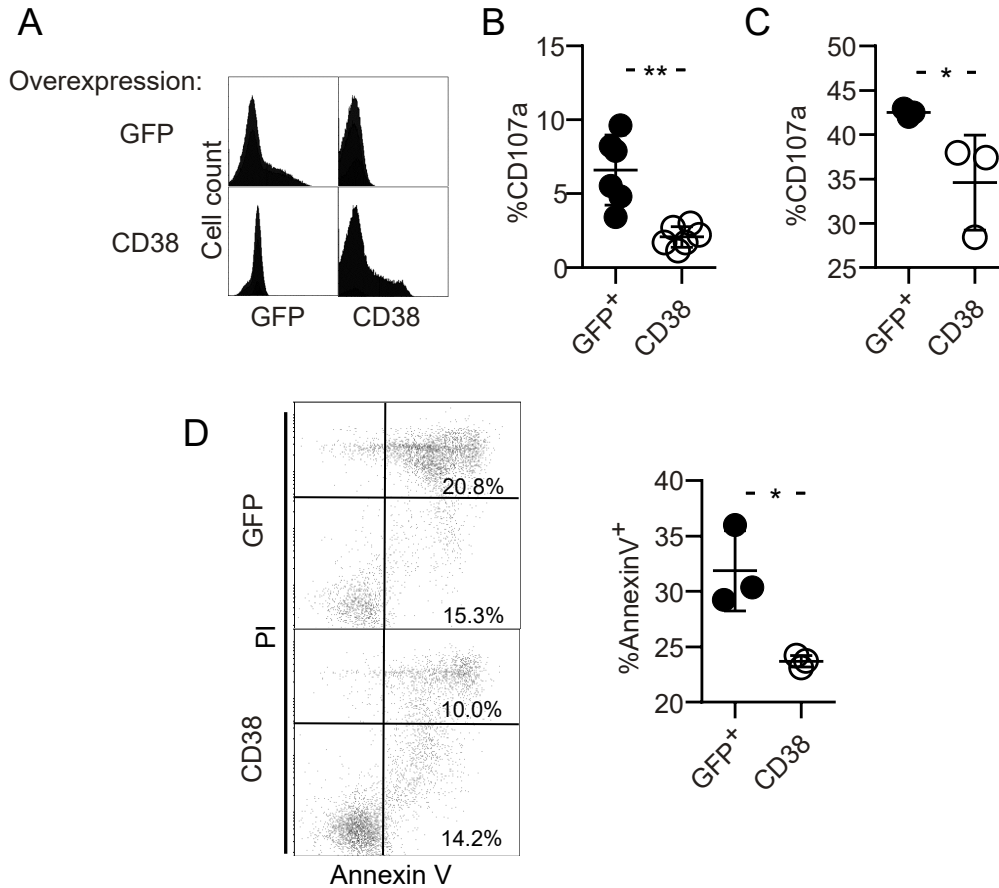 A
Overexpression:
GFP
CD38
Cell count
GFP
CD38
B
15
10
5
0
%CD107a
**
GFP+
CD38
C
50
45
40
35
30
25
%CD107a
*
GFP+
CD38
D
GFP
CD38
PI
20.8%
15.3%
10.0%
14.2%
Annexin V
40
35
30
25
20
%AnnexinV+
*
GFP+
CD38